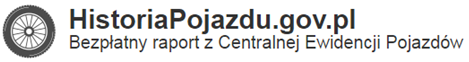 HistoriaPojazdu.gov.pl
Bezpłatny raport z Centralnej Ewidencji Pojazdów